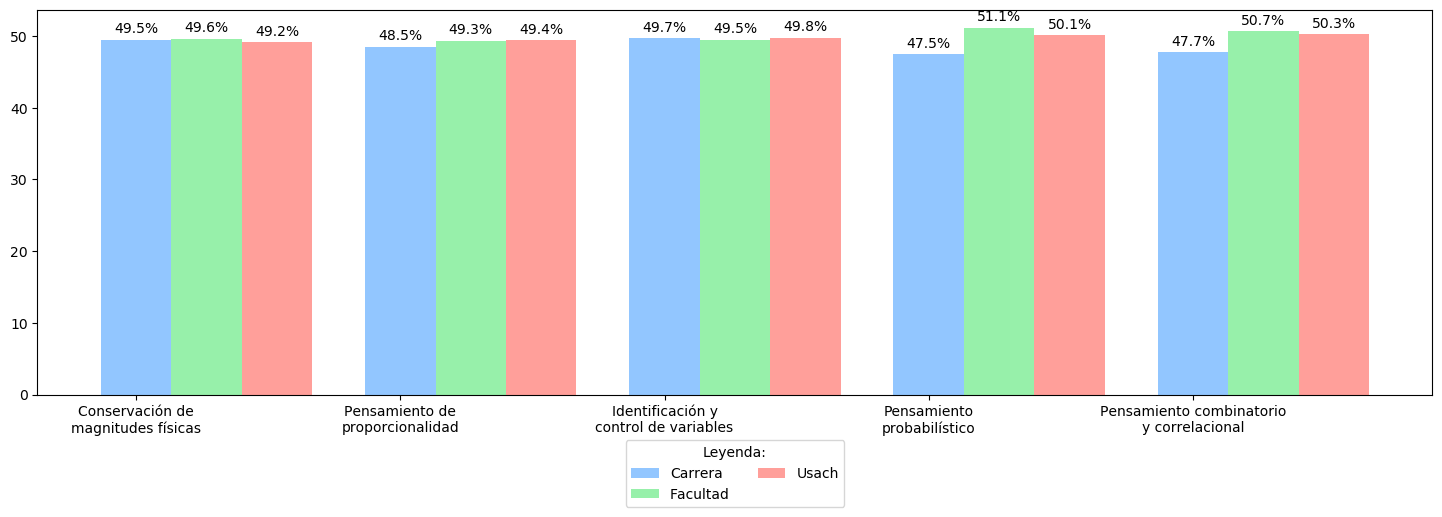 50
40
30
20
10
0
49.5%
49.6%
49.2%
48.5%
49.3%
49.4%
49.7%
49.5%
49.8%
47.5%
51.1%
50.1%
47.7%
50.7%
50.3%
Conservación de
magnitudes físicas
Pensamiento de
proporcionalidad
Identificación y
control de variables
Pensamiento
probabilístico
Pensamiento combinatorio
y correlacional
Leyenda:
Carrera
Facultad
Usach